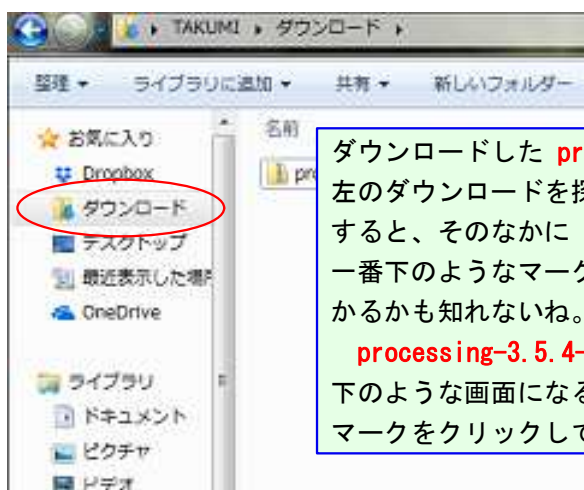 TAKUMI ダウンロード
整理 ライブラリに追加 共有 新しいフォルダー
お気に入り
Dropbox
ダウンロード
デスクトップ
最近表示した場所
OneDrive
ライブラリ
ドキュメント
ピクチャ
ビデオ
名前
pro
ダウンロードした pr
左のダウンロードを探
すると、そのなかに
一番下のようなマーク
かるかも知れないね。
processing-3.5.4-
下のような画面になる
マークをクリックして